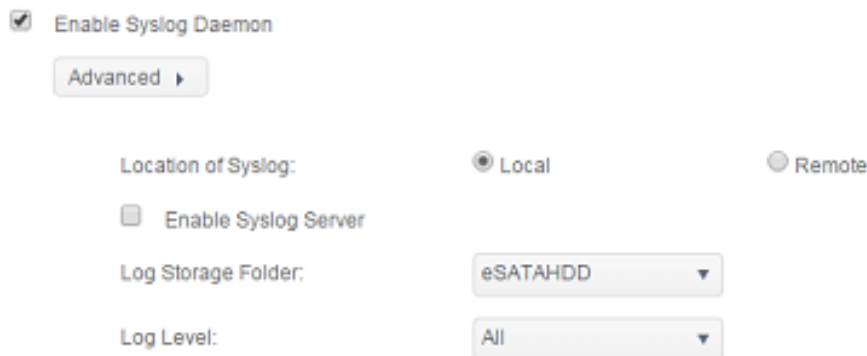 Enable Syslog Daemon
Advanced
Location of Syslog: Local Remote
Enable Syslog Server
Log Storage Folder: eSATAHDD
Log Level: All